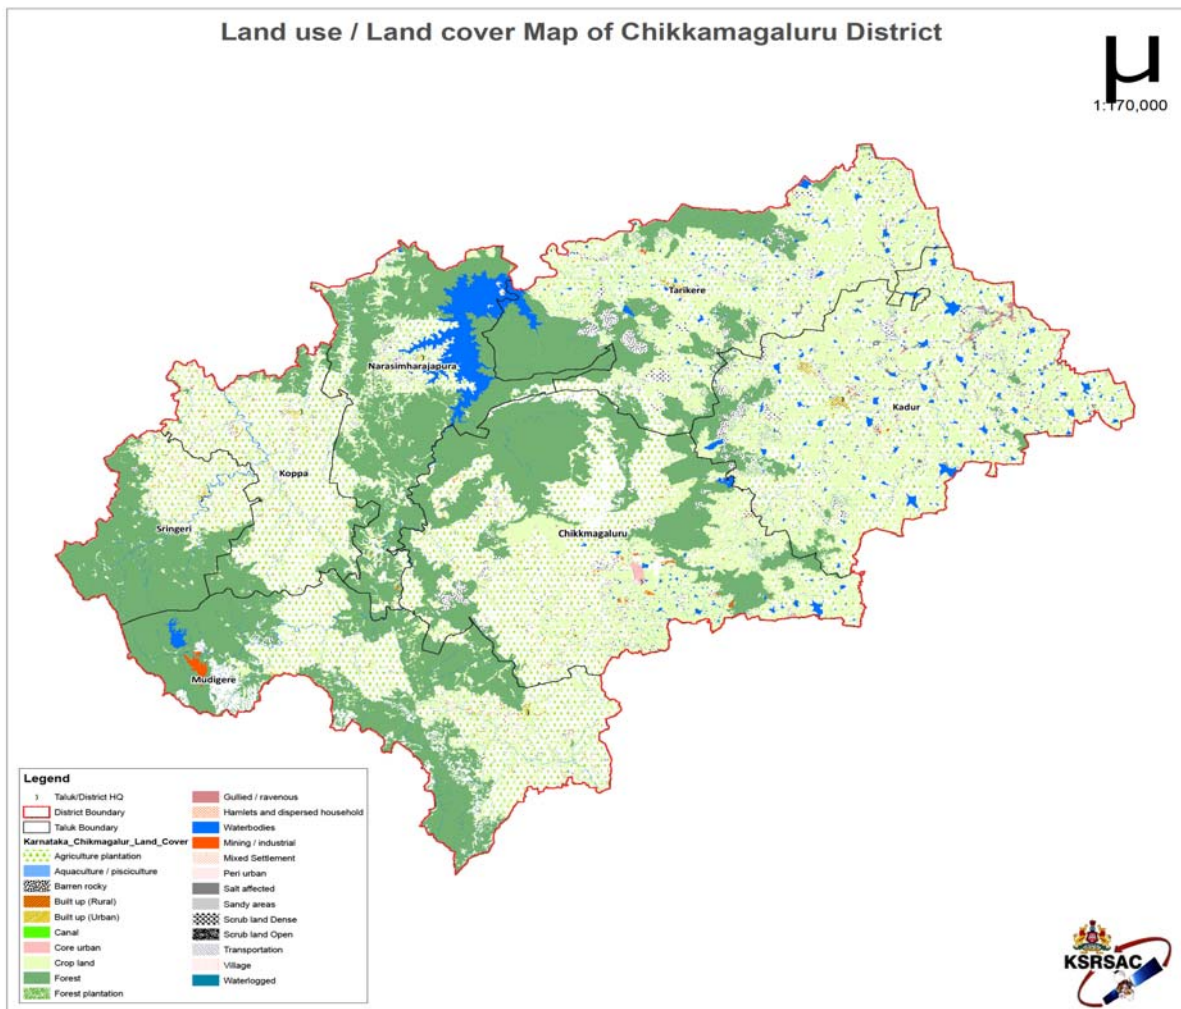 Land use / Land cover Map of Chikkamagaluru District
µ
1:170,000
Tarikere
Narasimharajapura
Kadur
Koppa
Sringeri
Chikkmagaluru
Mudigere
Legend
Taluk/District HQ
District Boundary
Taluk Boundary
Karnataka_Chikmagalur_Land_Cover
Agriculture plantation
Aquaculture / pisciculture
Barren rocky
Built up (Rural)
Built up (Urban)
Canal
Core urban
Crop land
Forest
Forest plantation
Gullied / ravenous
Hamlets and dispersed household
Waterbodies
Mining / industrial
Mixed Settlement
Peri urban
Salt affected
Sandy areas
Scrub land Dense
Scrub land Open
Transportation
Village
Waterlogged
KSRSAC